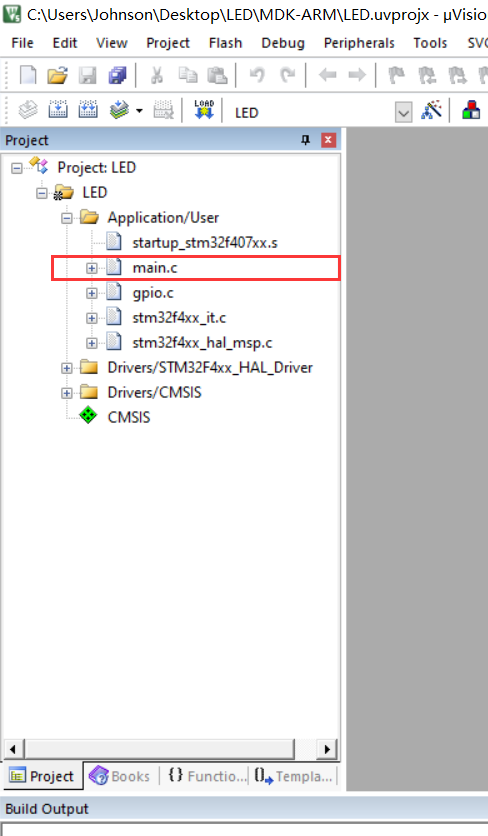 C:\Users\Johnson\Desktop\LED\MDK-ARM\LED.uvprojx - µVisio
File Edit View Project Flash Debug Peripherals Tools SVC
LOAD
LED
Project
Project: LED
LED
Application/User
startup_stm32f407xx.s
main.c
gpio.c
stm32f4xx_it.c
stm32f4xx_hal_msp.c
Drivers/STM32F4xx_HAL_Driver
Drivers/CMSIS
CMSIS
Project Books {} Functio... Templa...
Build Output